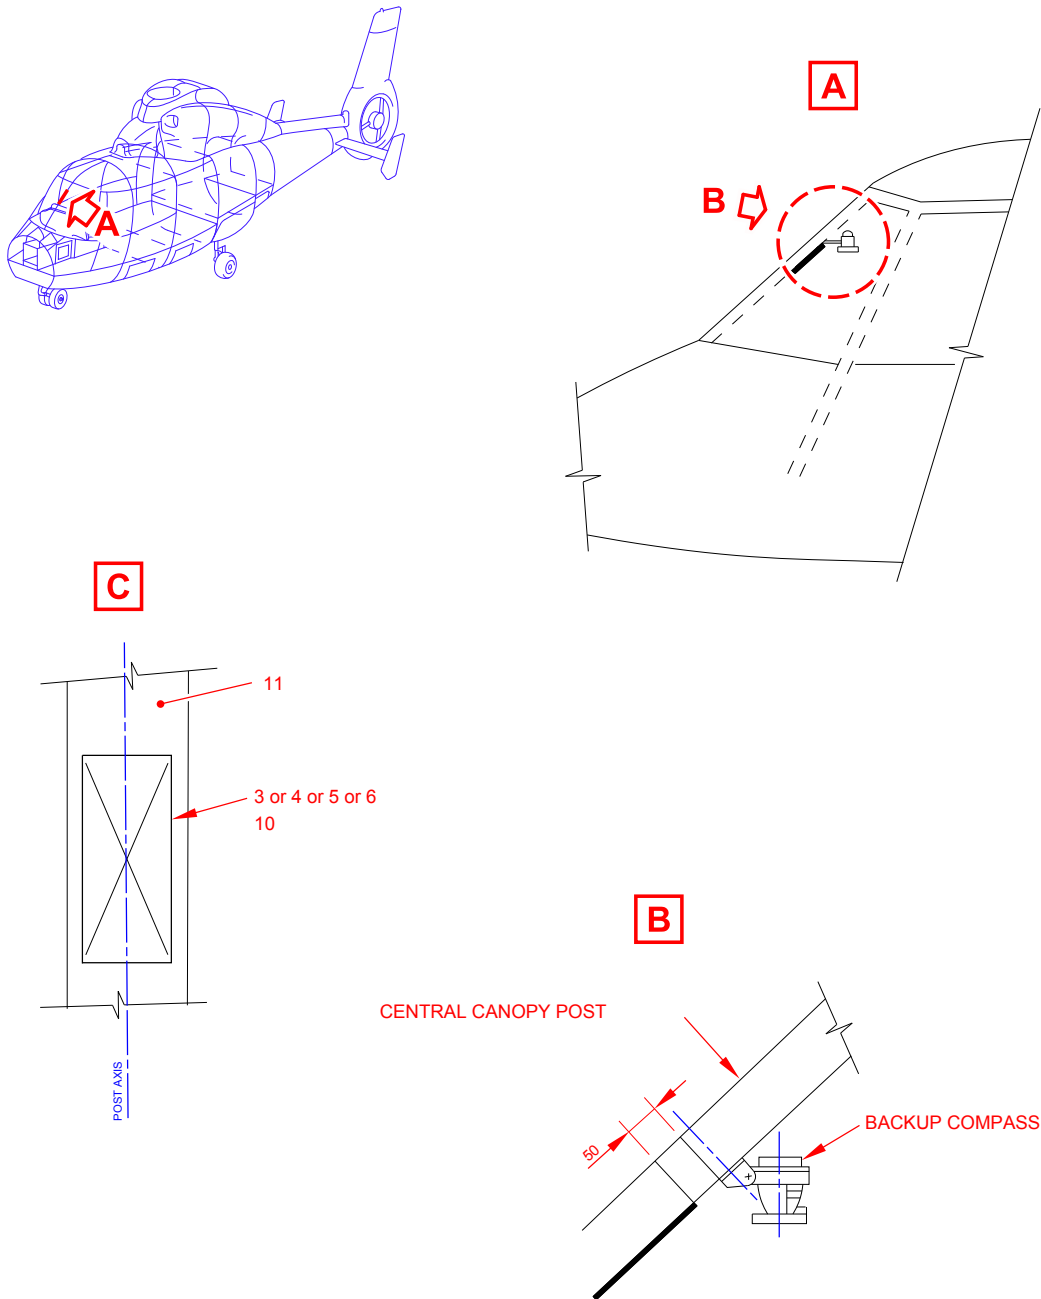 A
A
B
C
11
3 or 4 or 5 or 6
10
POST AXIS
B
CENTRAL CANOPY POST
50
BACKUP COMPASS